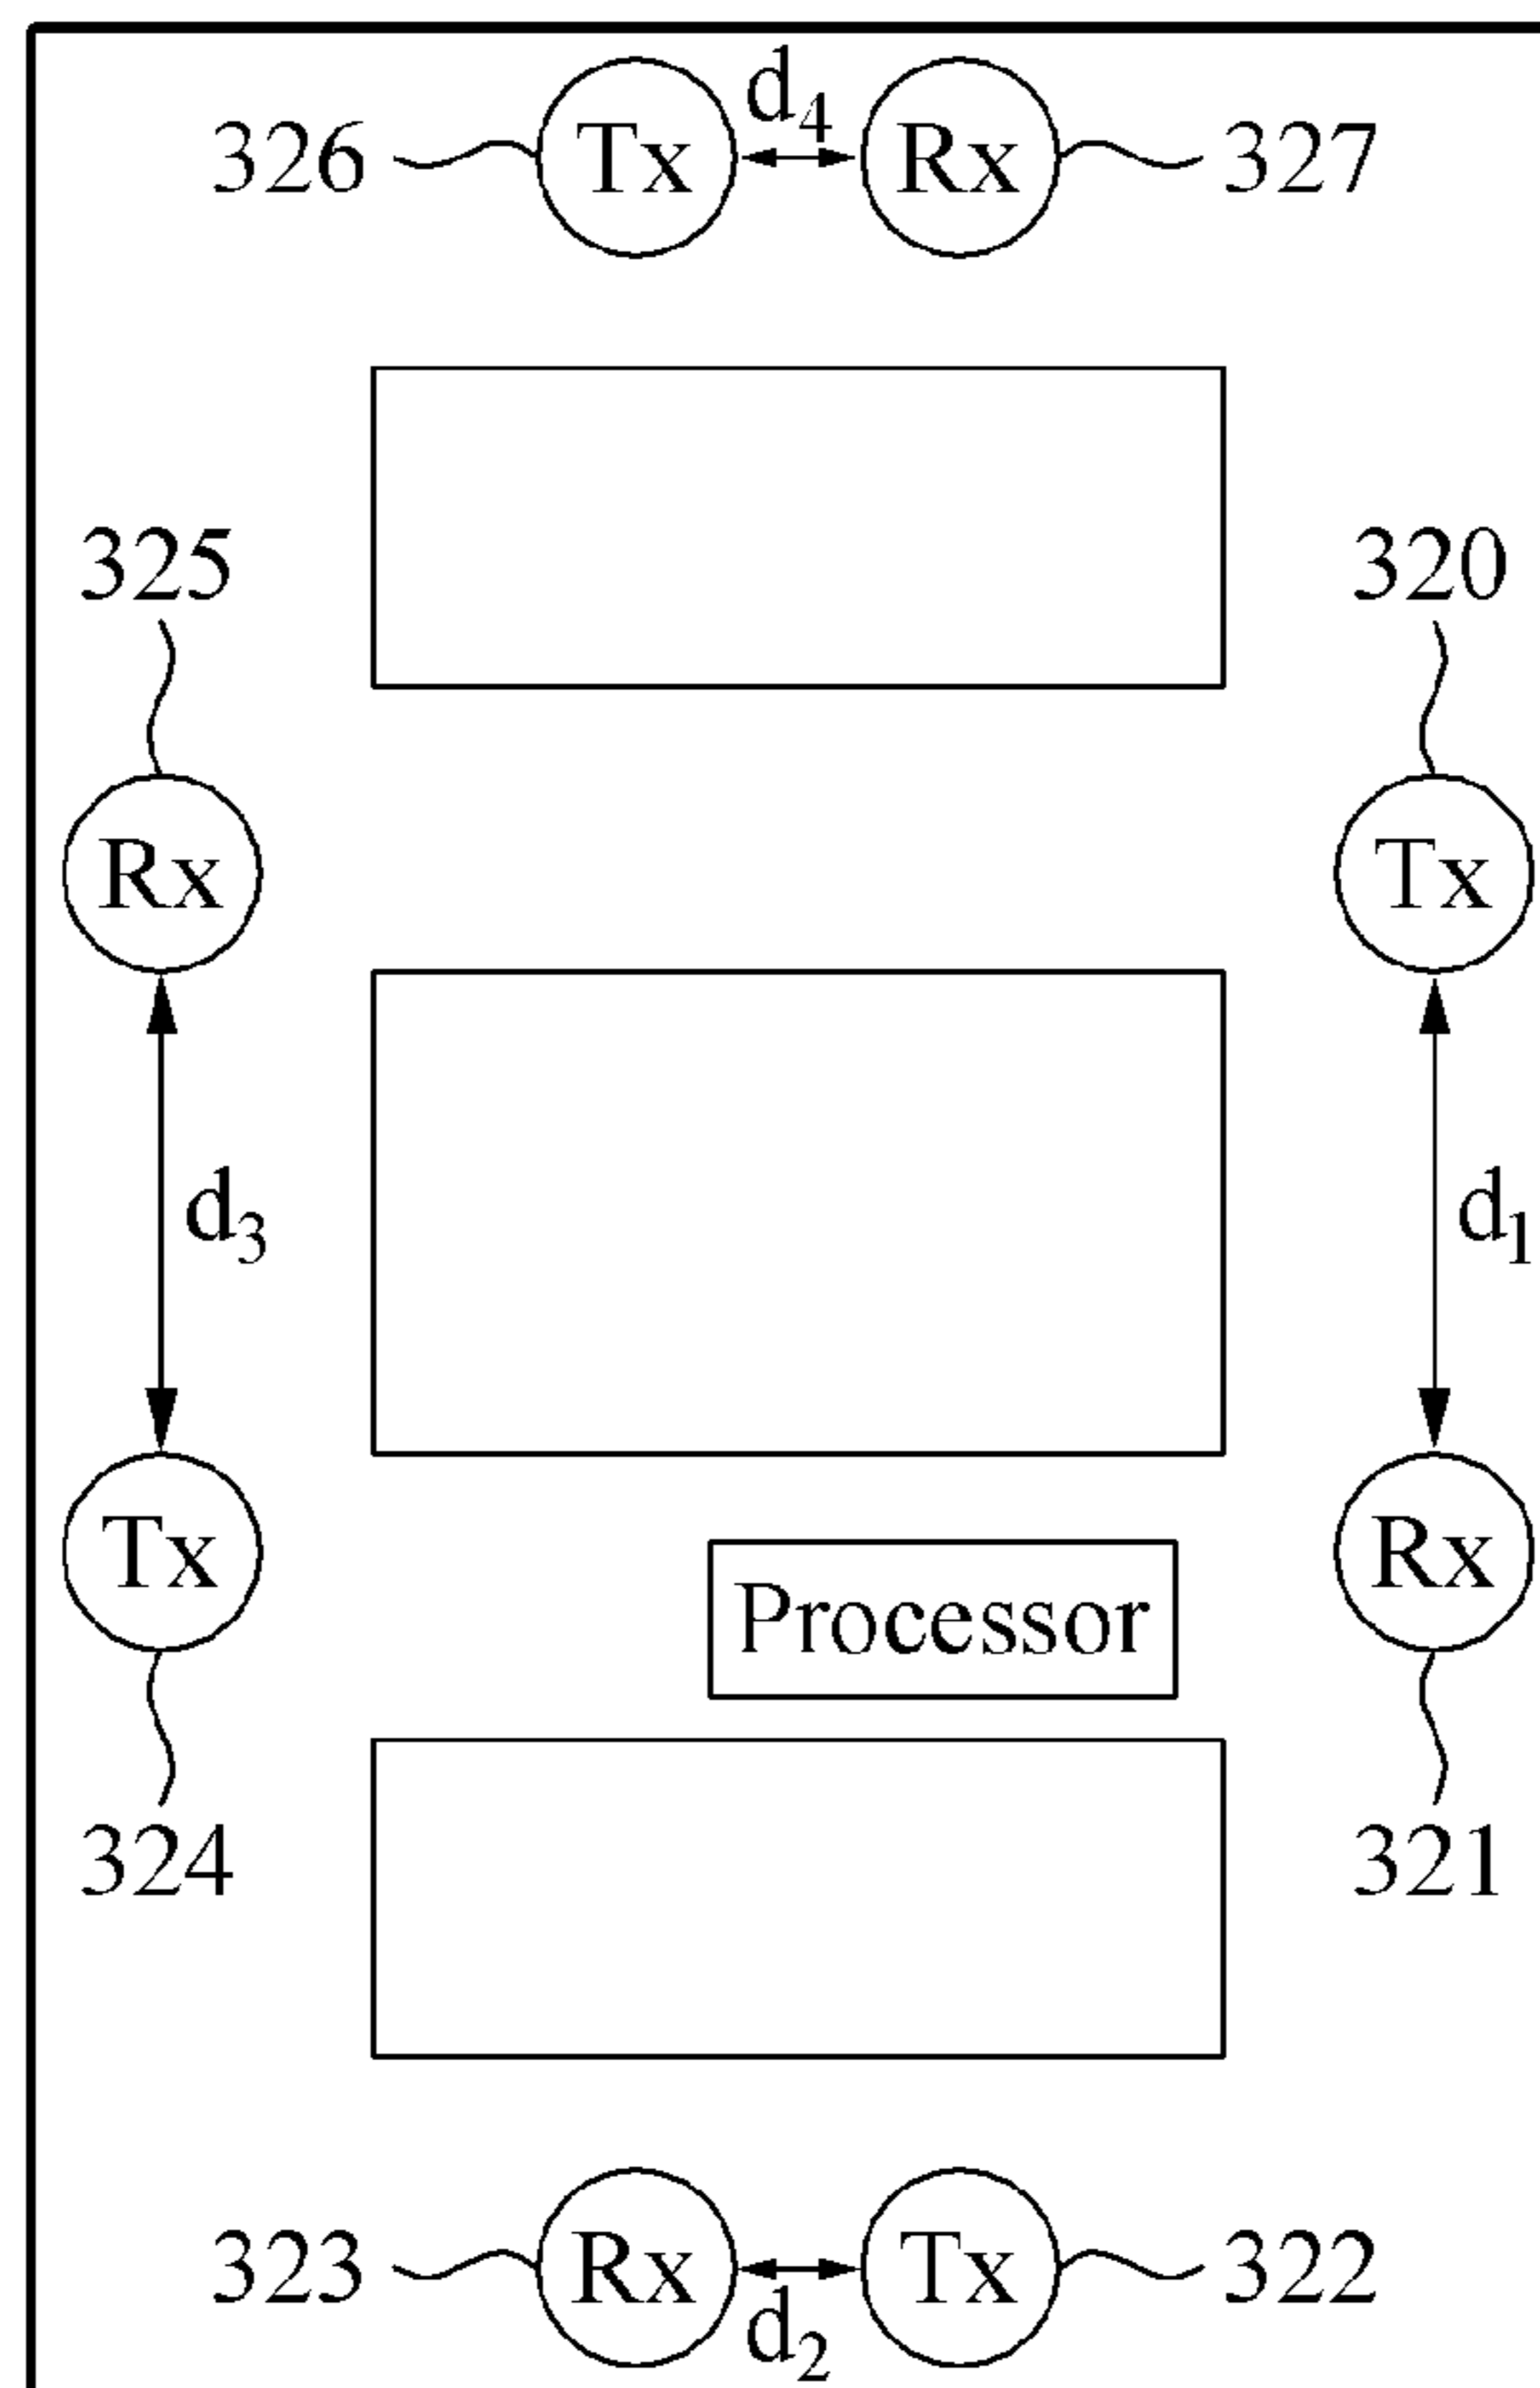 d4
326 Tx Rx 327
325 320
Rx Tx
d3 d1
Tx Processor Rx
324 321
323 Rx Tx 322
d2